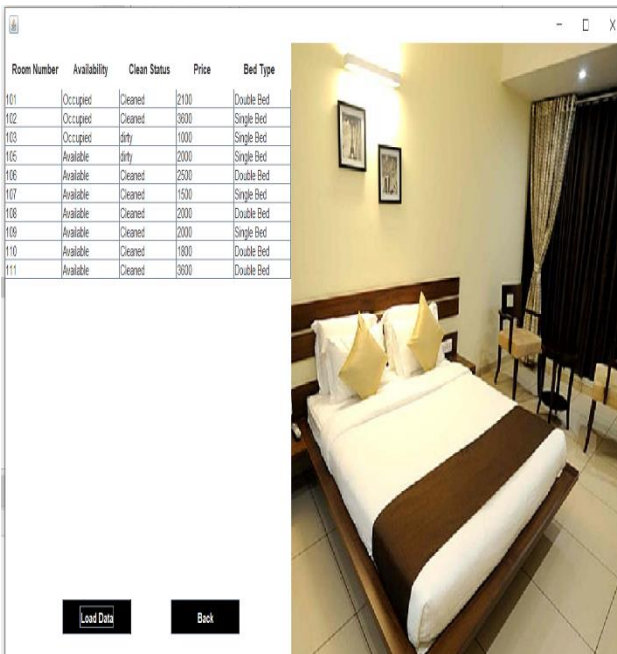 Room Number Availability Clean Status Price Bed Type
101 Occupied Cleaned 2100 Double Bed
102 Occupied Cleaned 3600 Single Bed
103 Occupied dirty 1000 Single Bed
105 Available dirty 2000 Single Bed
106 Available Cleaned 2500 Double Bed
107 Available Cleaned 1500 Single Bed
108 Available Cleaned 2000 Double Bed
109 Available Cleaned 2000 Single Bed
110 Available Cleaned 1800 Double Bed
111 Available Cleaned 3600 Double Bed
Load Data Back